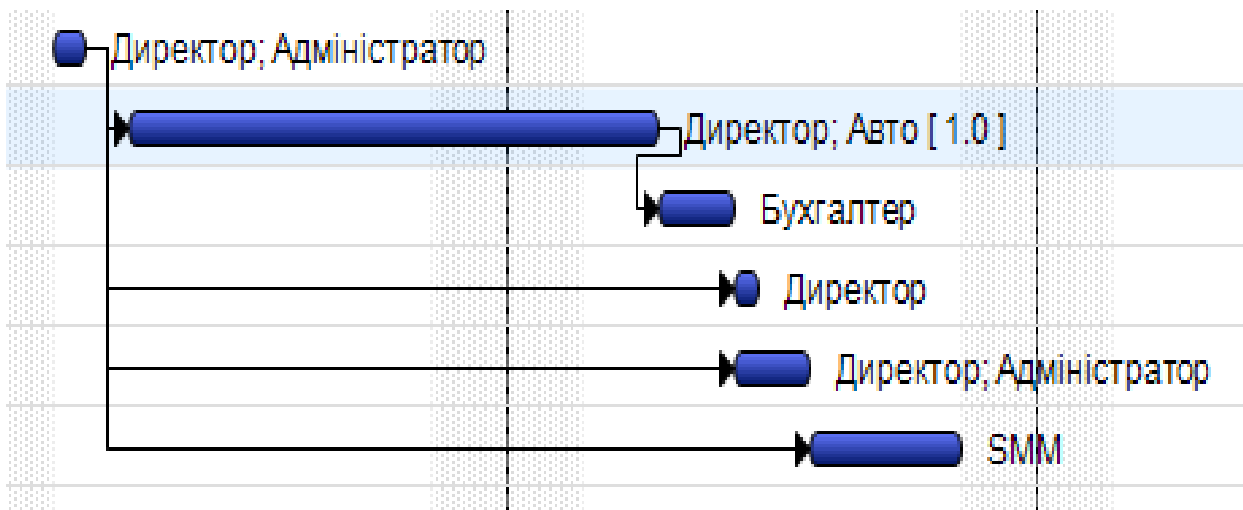 Директор; Адміністратор
Директор; Авто [ 1.0 ]
Бухгалтер
Директор
Директор; Адміністратор
SMM